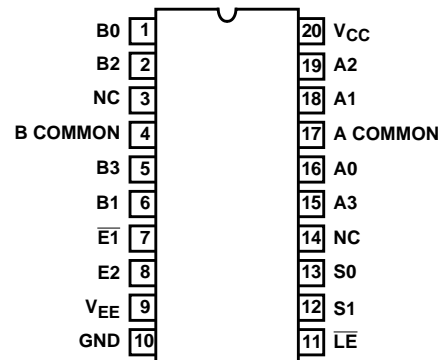 B0 1 20 VCC
B2 2 19 A2
NC 3 18 A1
B COMMON 4 17 A COMMON
B3 5 16 A0
B1 6 15 A3
E1 7 14 NC
E2 8 13 S0
VEE 9 12 S1
GND 10 11 LE